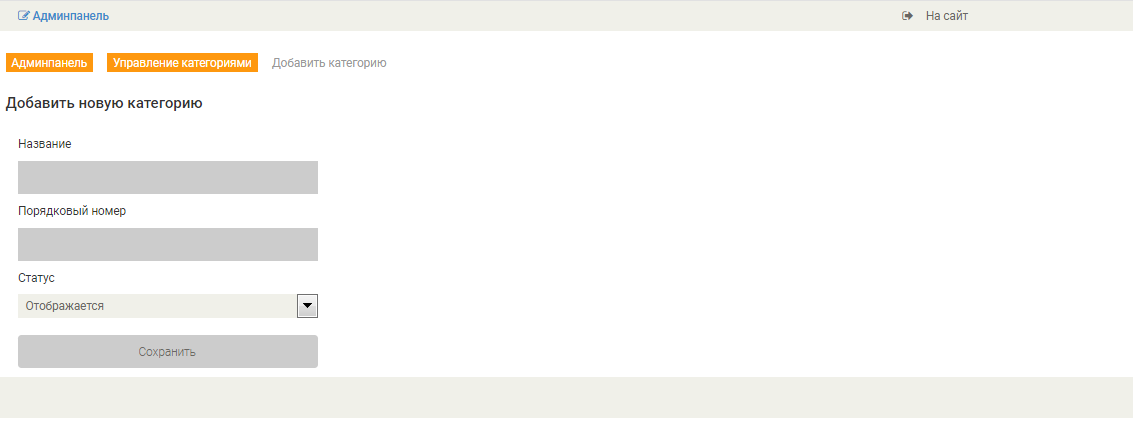 Админпанель На сайт
Админпанель Управление категориями Добавить категорию
Добавить новую категорию
Название
Порядковый номер
Статус
Отображается
Сохранить